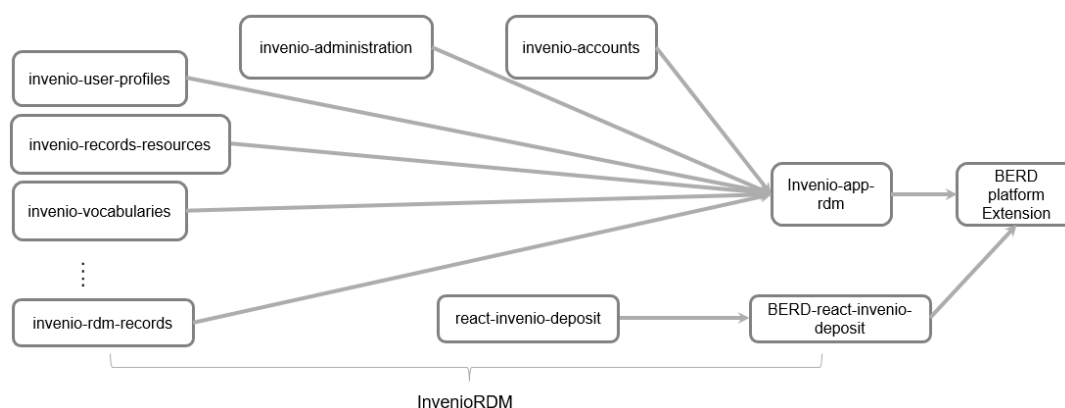 invenio-administration
invenio-accounts
invenio-user-profiles
invenio-records-resources
invenio-vocabularies
Invenio-app-
rdm
BERD
platform
Extension
invenio-rdm-records
react-invenio-deposit
BERD-react-invenio-
deposit
InvenioRDM